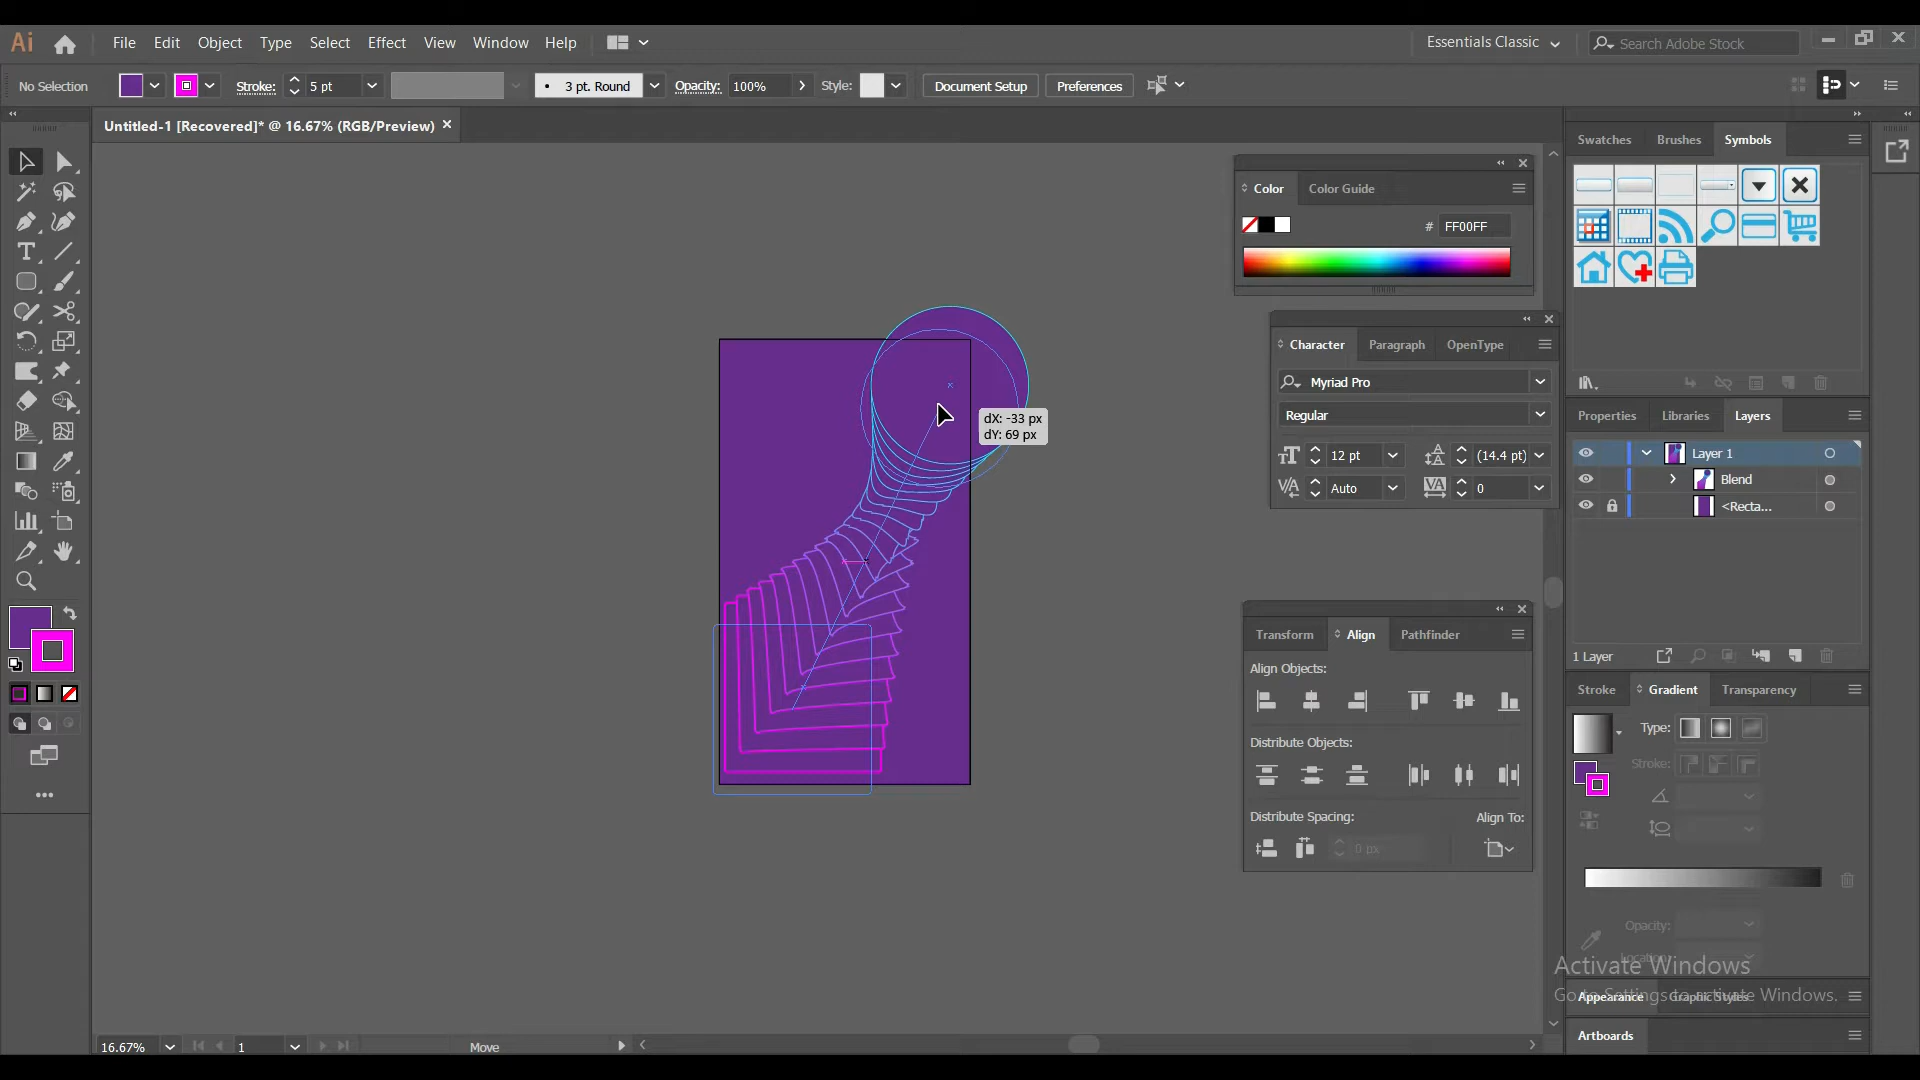 Ai File Edit Object Type Select Effect View Window Help Essentials Classic Search Adobe Stock
No Selection Stroke: 5 pt 3 pt. Round Opacity: 100% Style: Document Setup Preferences
Untitled-1 [Recovered]* @ 16.67% (RGB/Preview)
Swatches Brushes Symbols
Color Color Guide
# FF00FF
Character Paragraph OpenType
Myriad Pro
Regular
12 pt (14.4 pt)
Auto 0
dX: -33 px
dY: 69 px
Properties Libraries Layers
Layer 1
Blend
<Recta...
1 Layer
Transform Align Pathfinder
Align Objects:
Distribute Objects:
Distribute Spacing: Align To:
0 px
Stroke Gradient Transparency
Type:
Stroke:
Opacity:
Location:
Activate Windows
Go to Settings to activate Windows.
Appearance Graphic Styles
Artboards
16.67% 1 Move